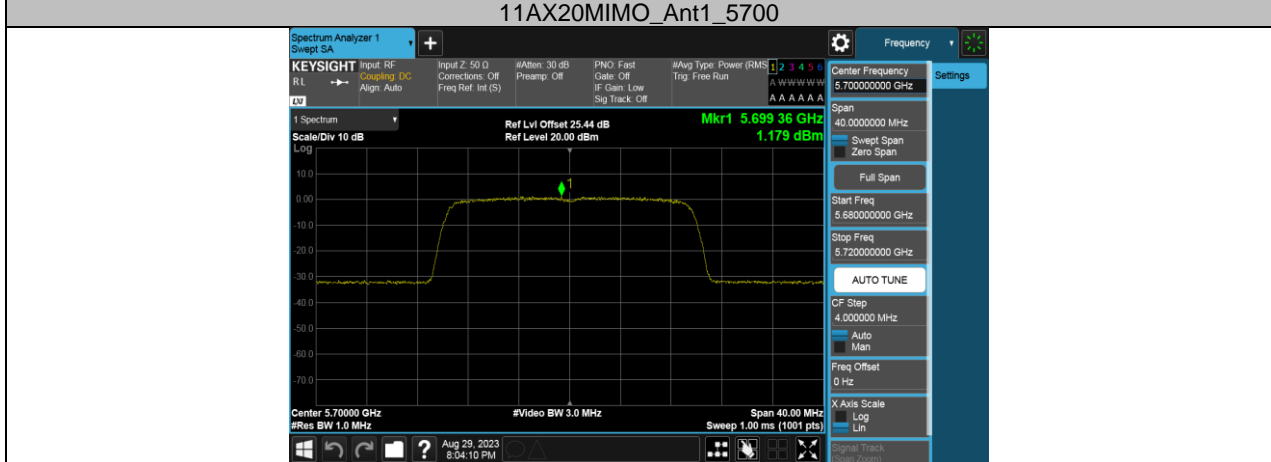 11AX20MIMO_Ant1_5700
Spectrum Analyzer 1
Swept SA
+
Frequency
KEYSIGHT
RL
LXI
Input: RF
Coupling: DC
Align: Auto
Input Z: 50 Ω
Corrections: Off
Freq Ref: Int (S)
#Atten: 30 dB
Preamp: Off
PNO: Fast
Gate: Off
IF Gain: Low
Sig Track: Off
#Avg Type: Power (RMS
Trig: Free Run
1 2 3 4 5 6
A W W W W W
A A A A A A
1 Spectrum
Scale/Div 10 dB
Log
Ref Lvl Offset 25.44 dB
Ref Level 20.00 dBm
Mkr1 5.699 36 GHz
1.179 dBm
1
10.0
0.00
-10.0
-20.0
-30.0
-40.0
-50.0
-60.0
-70.0
Center 5.70000 GHz
#Res BW 1.0 MHz
#Video BW 3.0 MHz
Span 40.00 MHz
Sweep 1.00 ms (1001 pts)
?
Aug 29, 2023
8:04:10 PM
Center Frequency
5.700000000 GHz
Settings
Span
40.0000000 MHz
Swept Span
Zero Span
Full Span
Start Freq
5.680000000 GHz
Stop Freq
5.720000000 GHz
AUTO TUNE
CF Step
4.000000 MHz
Auto
Man
Freq Offset
0 Hz
X Axis Scale
Log
Lin
Signal Track
(Span Zoom)